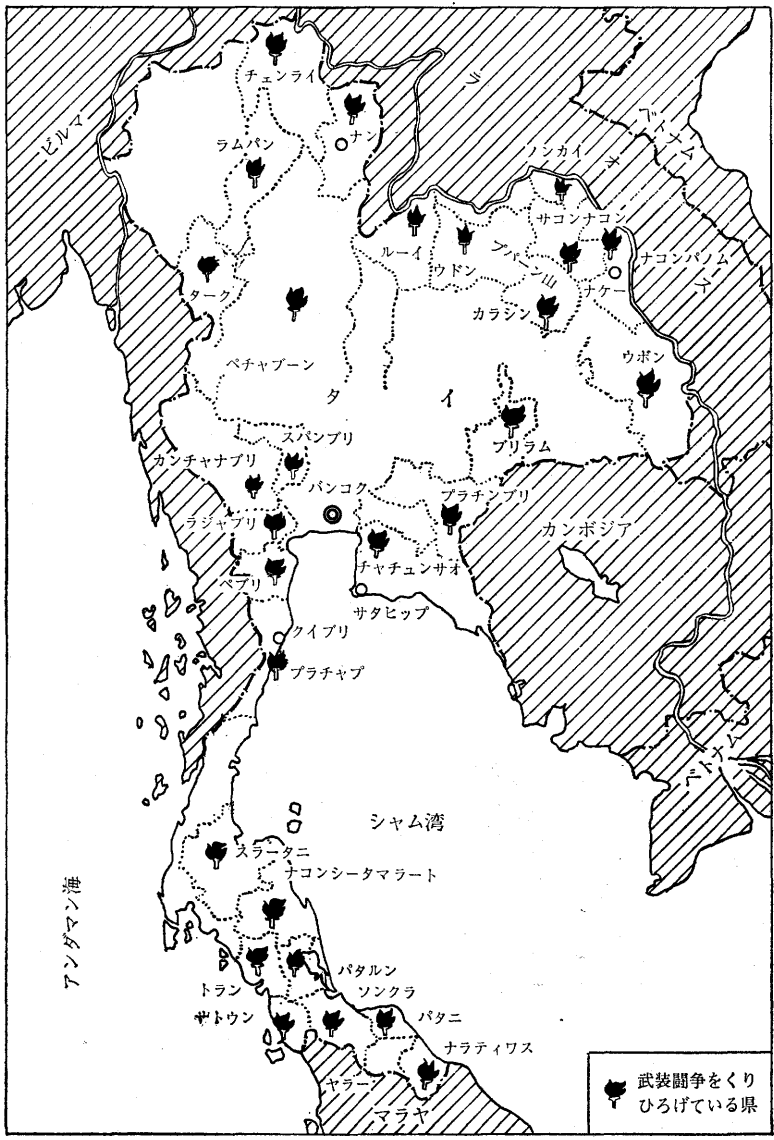 チェンライ
ラ
ビルマ
ナン
ベトナム
ラムパン
ノンカイ
オ
サコンナコン
ルーイ
プパーン山
ナコンパノム
ウドン
ターク
ナケー
ス
カラシン
ペチャブーン
ウボン
タイ
スパンブリ
ブリラム
カンチャナブリ
バンコク
プラチンブリ
ラジャブリ
カンボジア
チャチュンサオ
ペブリ
サタヒップ
クイブリ
プラチャプ
ベトナム
シャム湾
スラータニ
ナコンシータマラート
アンダマン海
パタルン
トラン
ソンクラ
パタニ
ナラティワス
ヤラー
マラヤ
武装闘争をくり
ひろげている県